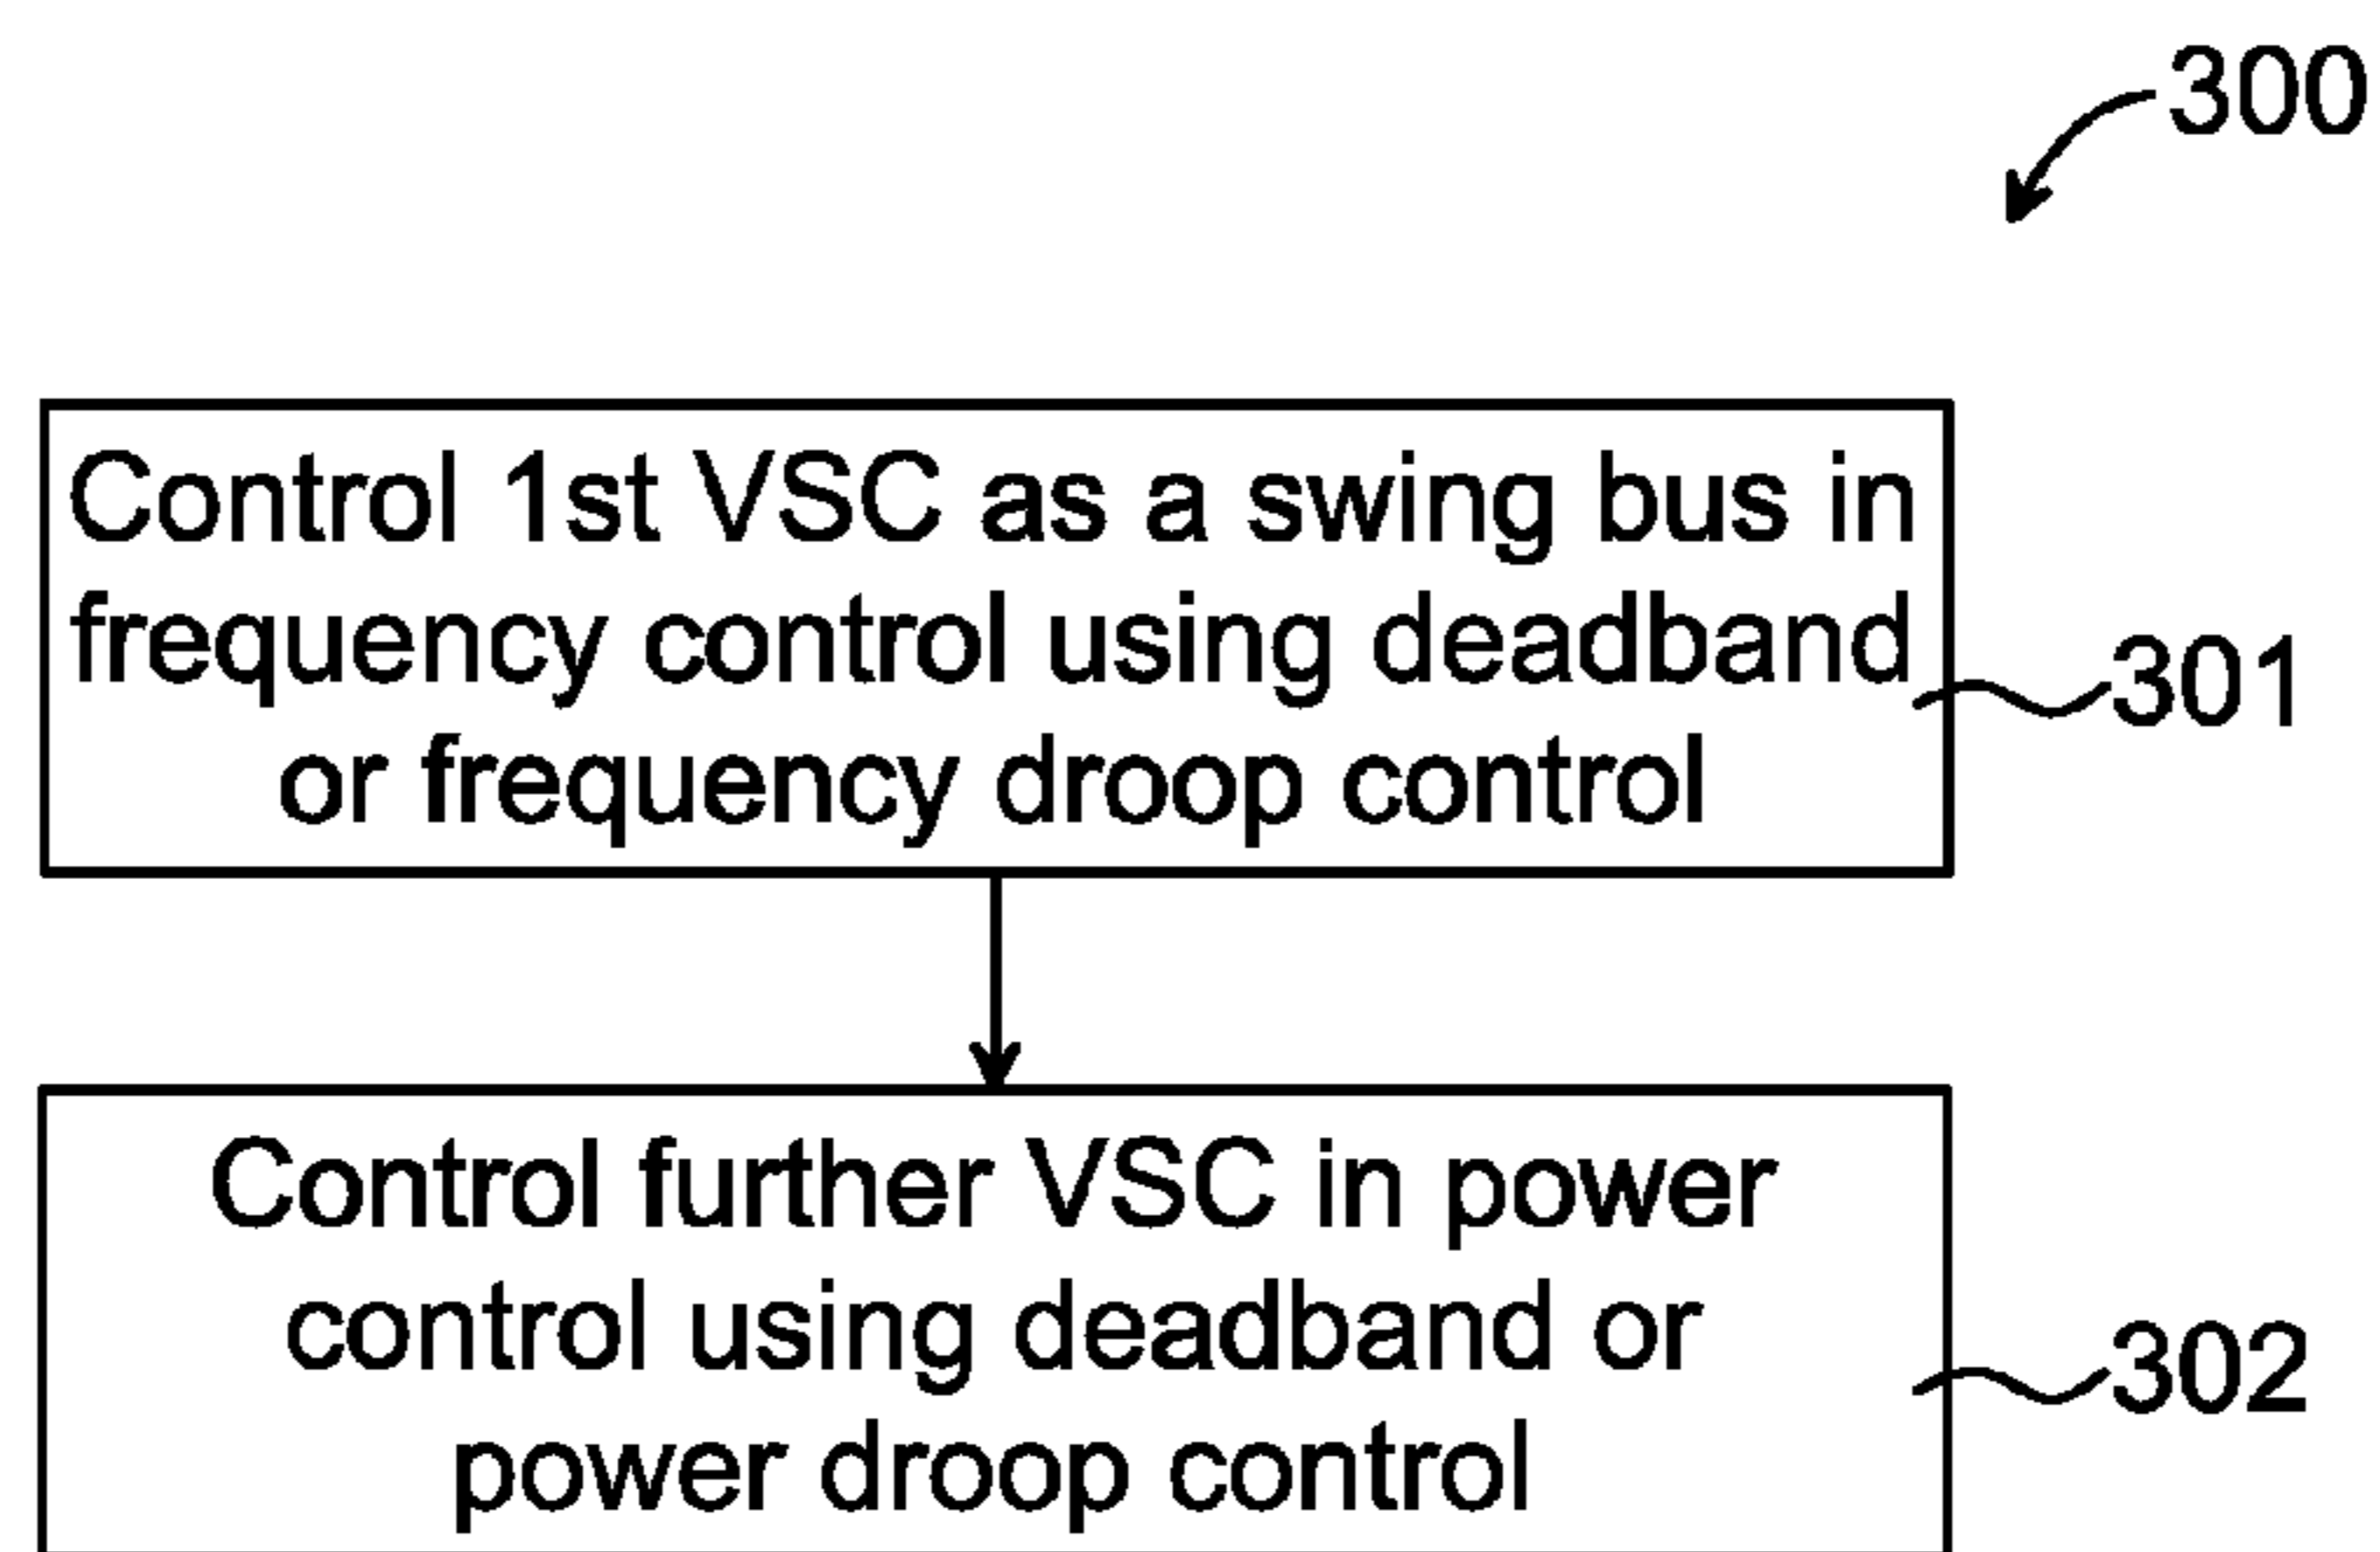 300
Control 1st VSC as a swing bus in
frequency control using deadband
or frequency droop control
301
Control further VSC in power
control using deadband or
power droop control
302